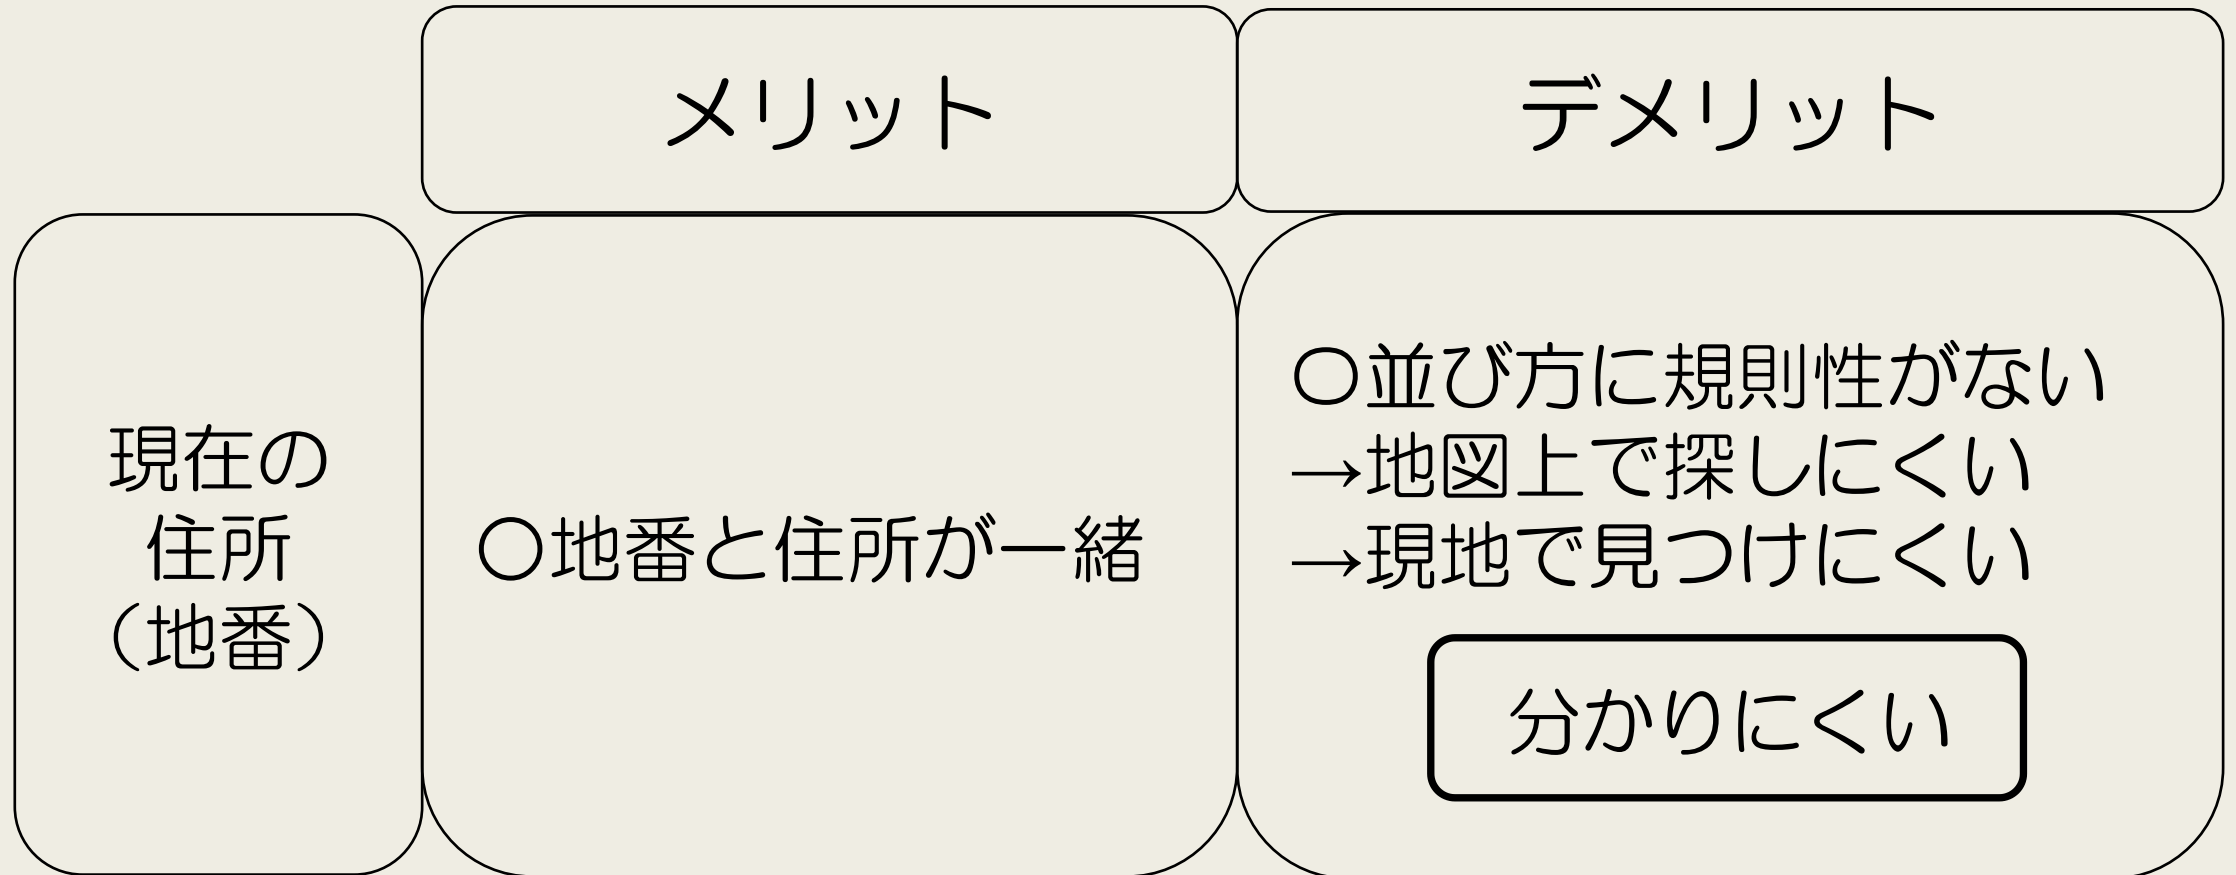 メリット
デメリット
現在の
住所
（地番）
〇地番と住所が一緒
〇並び方に規則性がない
→地図上で探しにくい
→現地で見つけにくい
分かりにくい